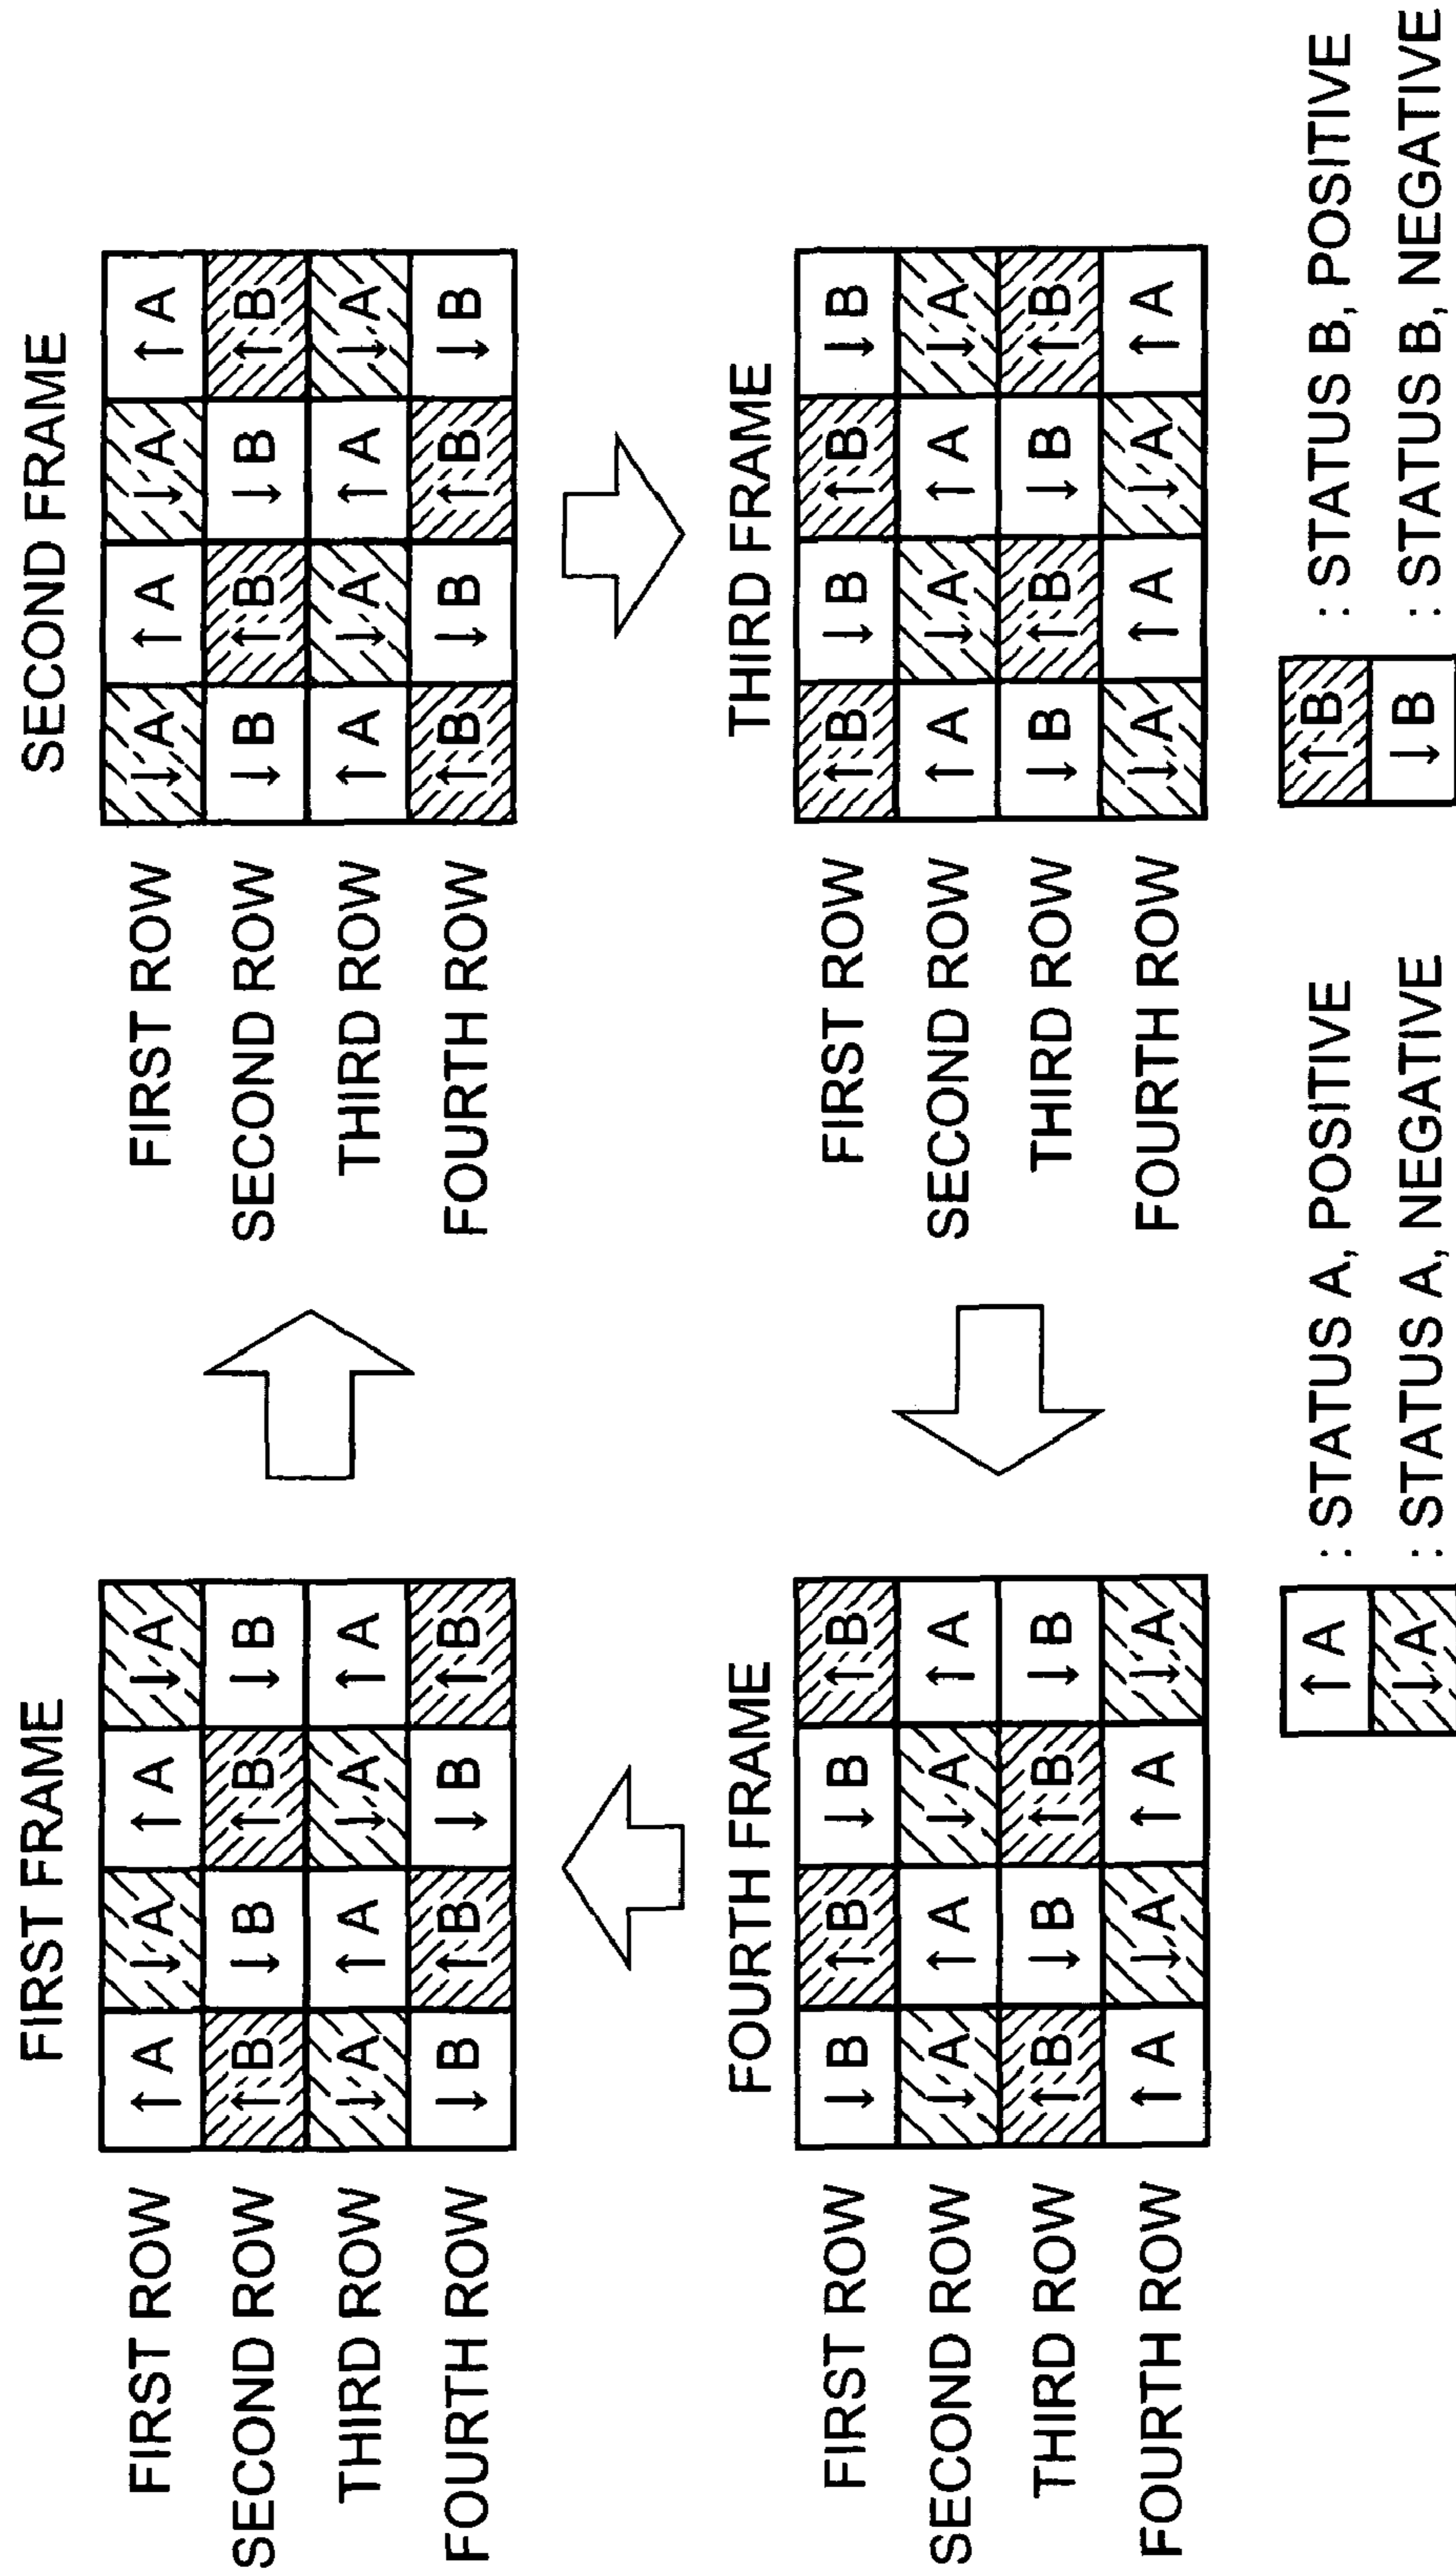 FIRST FRAME
FIRST ROW ↑A ↓A ↑A ↓A
SECOND ROW ↑B ↓B ↑B ↓B
THIRD ROW ↓A ↑A ↓A ↑A
FOURTH ROW ↓B ↑B ↓B ↑B
SECOND FRAME
FIRST ROW ↓A ↑A ↓A ↑A
SECOND ROW ↓B ↑B ↓B ↑B
THIRD ROW ↑A ↓A ↑A ↓A
FOURTH ROW ↑B ↓B ↑B ↓B
FOURTH FRAME
FIRST ROW ↓B ↑B ↓B ↑B
SECOND ROW ↓A ↑A ↓A ↑A
THIRD ROW ↑B ↓B ↑B ↓B
FOURTH ROW ↑A ↓A ↑A ↓A
THIRD FRAME
FIRST ROW ↑B ↓B ↑B ↓B
SECOND ROW ↑A ↓A ↑A ↓A
THIRD ROW ↓B ↑B ↓B ↑B
FOURTH ROW ↓A ↑A ↓A ↑A
↑A : STATUS A, POSITIVE
↓A : STATUS A, NEGATIVE
↑B : STATUS B, POSITIVE
↓B : STATUS B, NEGATIVE